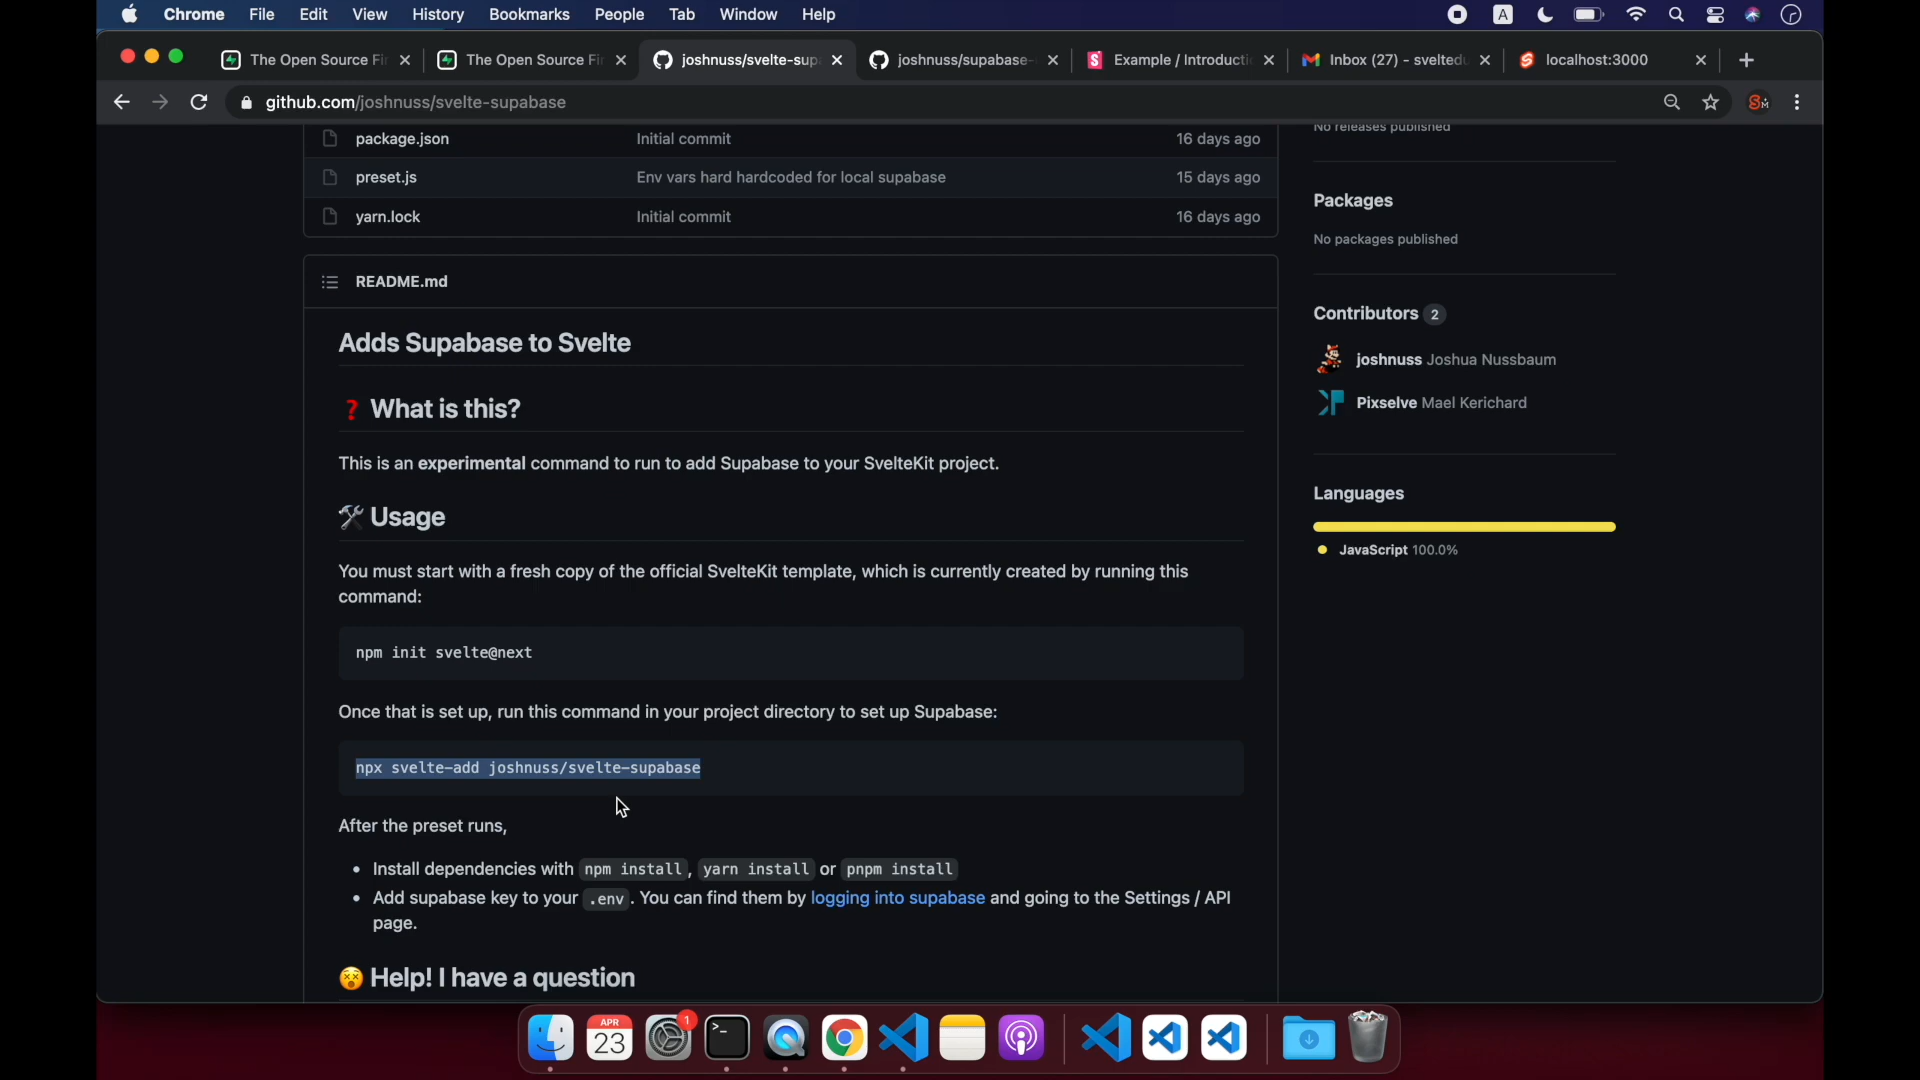 Chrome File Edit View History Bookmarks People Tab Window Help A
The Open Source Fi joshnuss/svelte-sup joshnuss/supabase- Example / Introducti Inbox (27) - sveltedu localhost:3000
The Open Source Fi
github.com/joshnuss/svelte-supabase
No releases published
package.json Initial commit 16 days ago
preset.js Env vars hard hardcoded for local supabase 15 days ago
yarn.lock Initial commit 16 days ago
Packages
No packages published
README.md
Contributors 2
joshnuss Joshua Nussbaum
Pixselve Mael Kerichard
Languages
JavaScript 100.0%
Adds Supabase to Svelte
❓ What is this?
This is an experimental command to run to add Supabase to your SvelteKit project.
🛠 Usage
You must start with a fresh copy of the official SvelteKit template, which is currently created by running this
command:
npm init svelte@next
Once that is set up, run this command in your project directory to set up Supabase:
npx svelte-add joshnuss/svelte-supabase
After the preset runs,
• Install dependencies with npm install, yarn install or pnpm install
• Add supabase key to your .env. You can find them by logging into supabase and going to the Settings / API
page.
😵 Help! I have a question
APR
23
1